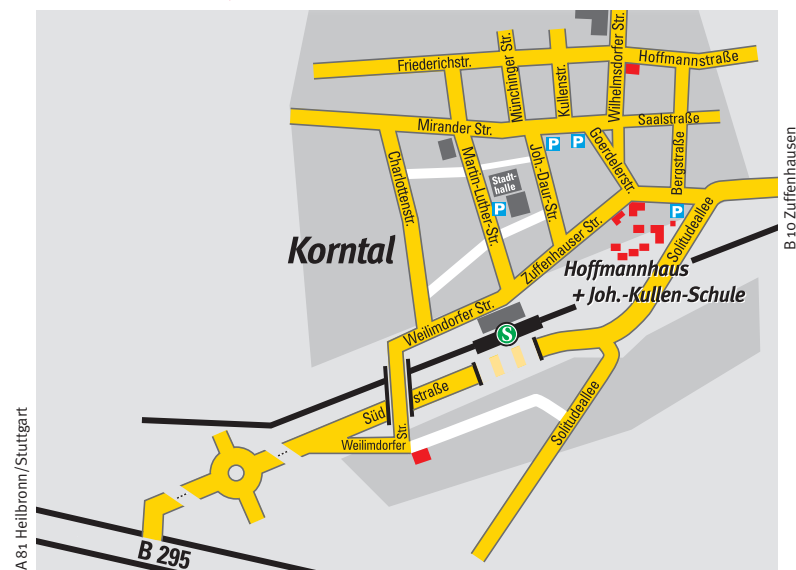 Friederichstr.
Münchinger Str.
Kullenstr.
Wilhelmsdorfer Str.
Hoffmannstraße
Mirander Str.
Saalstraße
Charlottenstr.
Martin-Luther-Str.
Joh.-Daur-Str.
Goerdelerstr.
Bergstraße
P
P
Stadt-
halle
P
P
Solitudeallee
Zuffenhauser Str.
Korntal
Hoffmannhaus
+ Joh.-Kullen-Schule
Weilimdorfer Str.
S
Süd straße
Weilimdorfer
Str.
Solitudeallee
B 295
A 81 Heilbronn/Stuttgart
B 10 Zuffenhausen